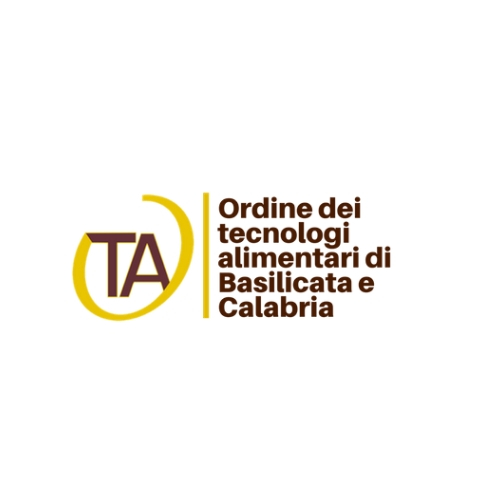 TA
Ordine dei
tecnologi
alimentari di
Basilicata e
Calabria